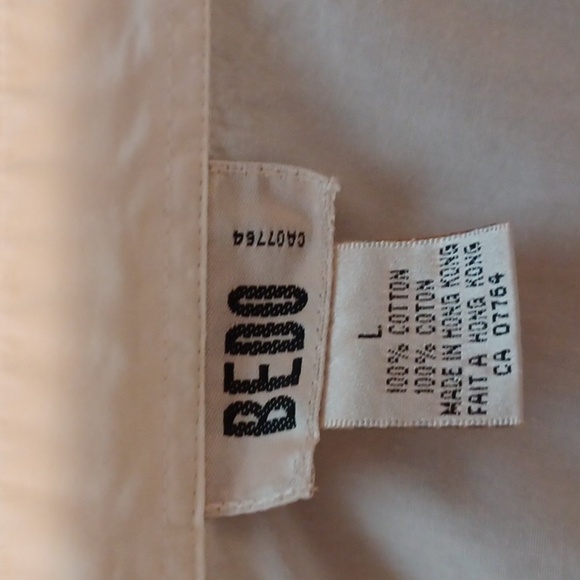 BEDO
CA07764
L
100% COTTON
100% COTON
MADE IN HONG KONG
FAIT A HONG KONG
CA 07764